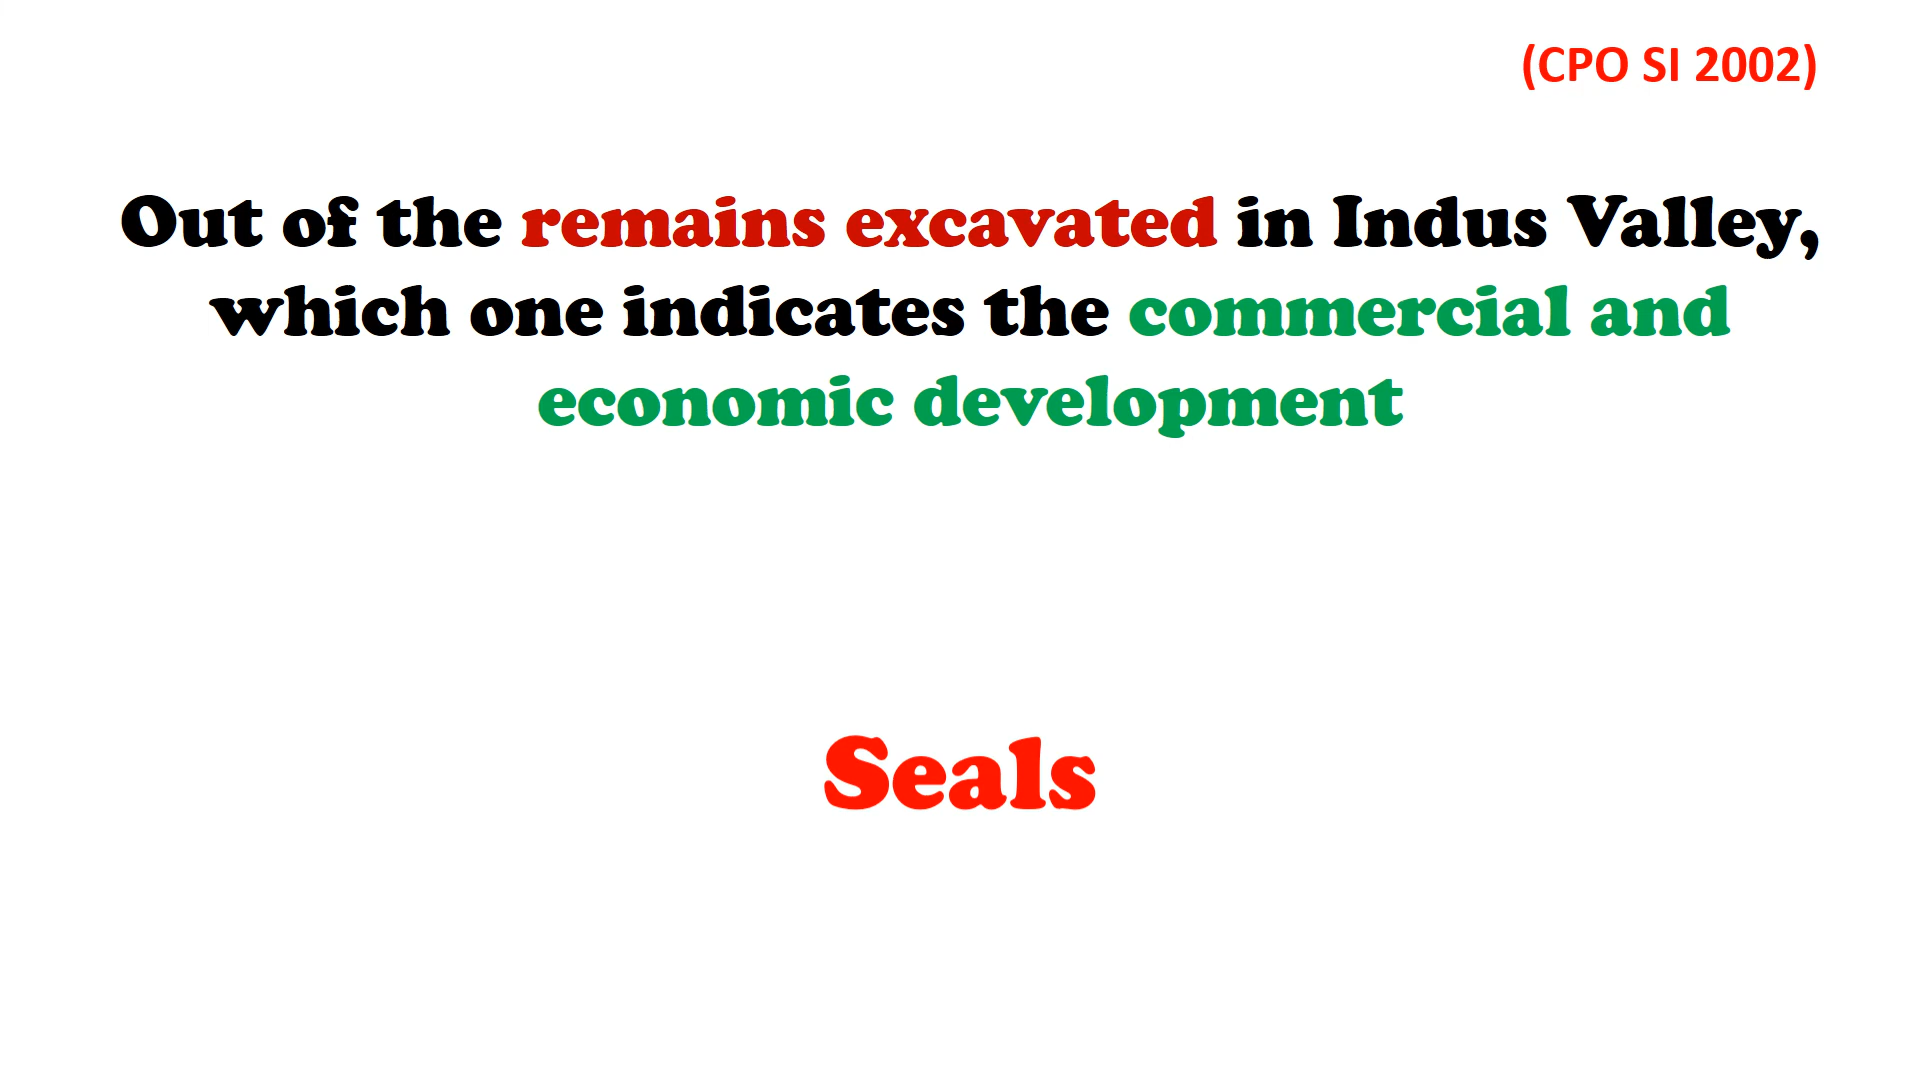 (CPO SI 2002)
Out of the remains excavated in Indus Valley,
which one indicates the commercial and
economic development
Seals